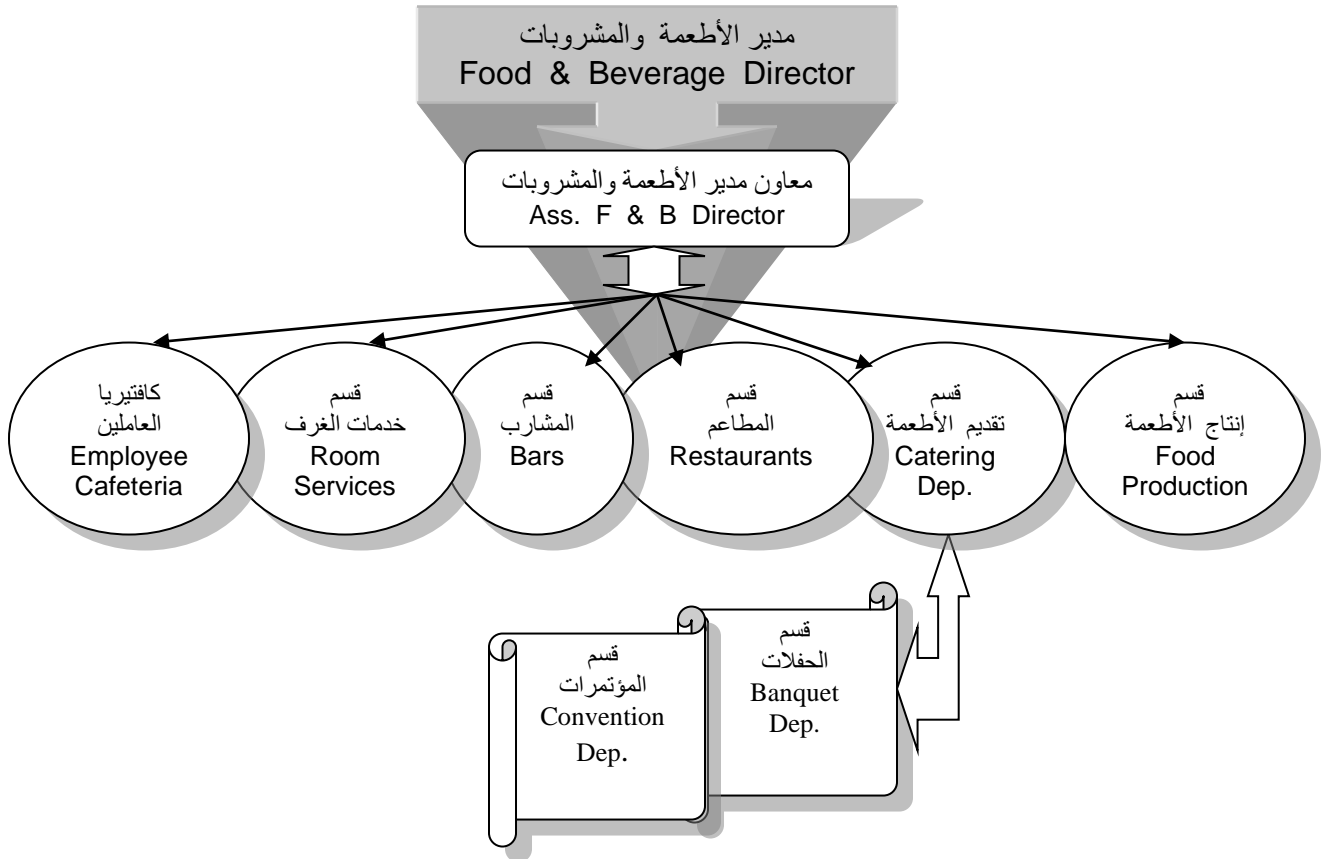 مدير الأطعمة والمشروبات
Food & Beverage Director
معاون مدير الأطعمة والمشروبات
Ass. F & B Director
كافتيريا
العاملين
Employee
Cafeteria
قسم
خدمات الغرف
Room
Services
قسم
المشارب
Bars
قسم
المطاعم
Restaurants
قسم
تقديم الأطعمة
Catering
Dep.
قسم
إنتاج الأطعمة
Food
Production
قسم
المؤتمرات
Convention
Dep.
قسم
الحفلات
Banquet
Dep.